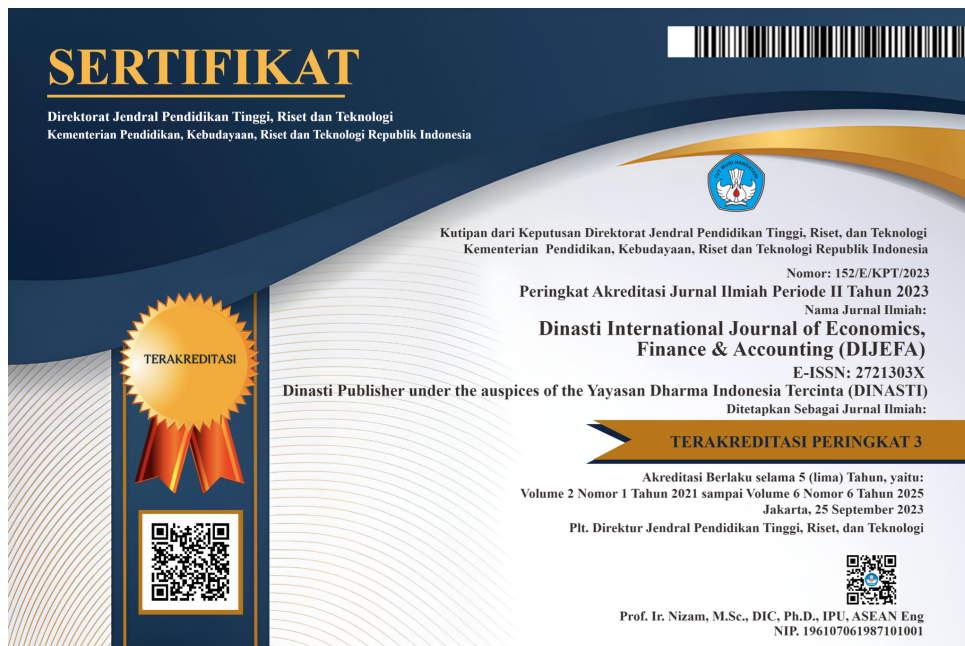 SERTIFIKAT
Direktorat Jendral Pendidikan Tinggi, Riset dan Teknologi
Kementerian Pendidikan, Kebudayaan, Riset dan Teknologi Republik Indonesia
TUT WURI HANDAYANI
Kutipan dari Keputusan Direktorat Jendral Pendidikan Tinggi, Riset, dan Teknologi
Kementerian Pendidikan, Kebudayaan, Riset dan Teknologi Republik Indonesia
Nomor: 152/E/KPT/2023
Peringkat Akreditasi Jurnal Ilmiah Periode II Tahun 2023
Nama Jurnal Ilmiah:
Dinasti International Journal of Economics,
Finance & Accounting (DIJEFA)
E-ISSN: 2721303X
Dinasti Publisher under the auspices of the Yayasan Dharma Indonesia Tercinta (DINASTI)
Ditetapkan Sebagai Jurnal Ilmiah:
TERAKREDITASI PERINGKAT 3
TERAKREDITASI
Akreditasi Berlaku selama 5 (lima) Tahun, yaitu:
Volume 2 Nomor 1 Tahun 2021 sampai Volume 6 Nomor 6 Tahun 2025
Jakarta, 25 September 2023
Plt. Direktur Jendral Pendidikan Tinggi, Riset, dan Teknologi
Prof. Ir. Nizam, M.Sc., DIC, Ph.D., IPU, ASEAN Eng
NIP. 196107061987101001